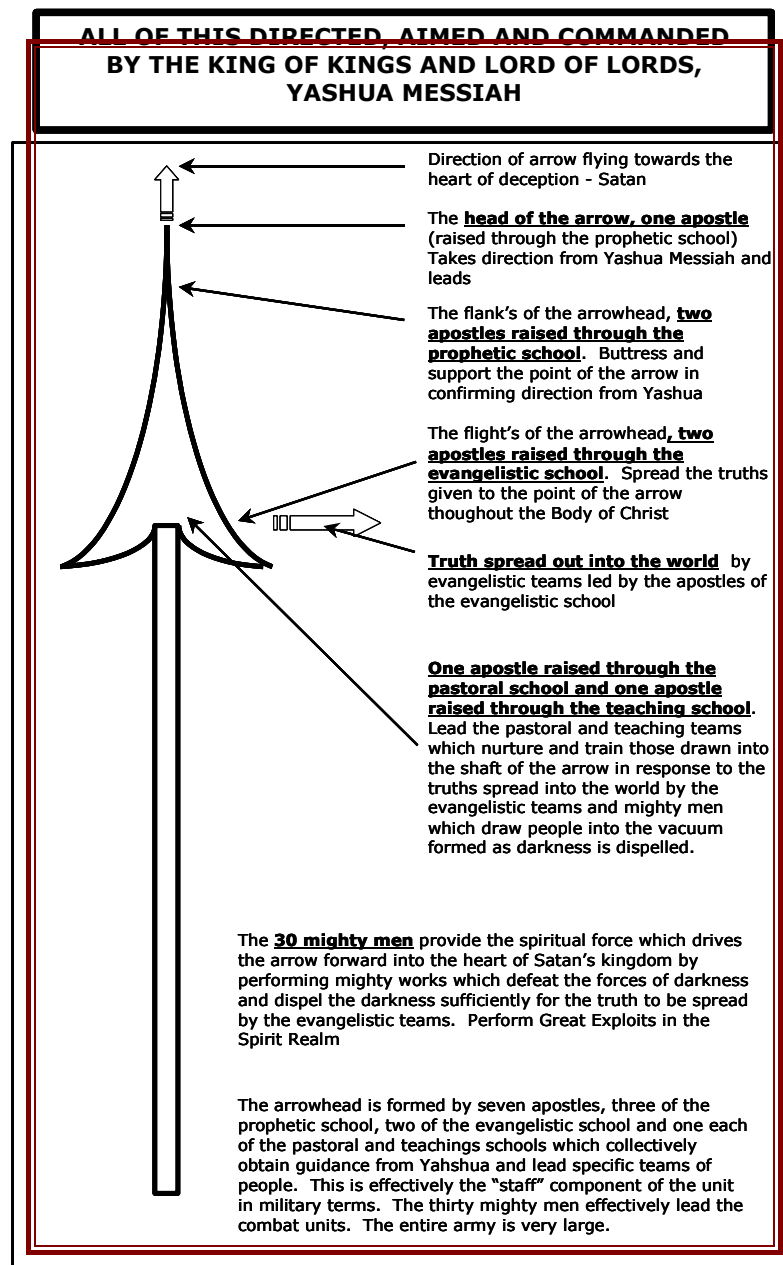 ALL OF THIS DIRECTED, AIMED AND COMMANDED
BY THE KING OF KINGS AND LORD OF LORDS,
YASHUA MESSIAH
Direction of arrow flying towards the
heart of deception - Satan
The head of the arrow, one apostle
(raised through the prophetic school)
Takes direction from Yashua Messiah and
leads
The flank's of the arrowhead, two
apostles raised through the
prophetic school. Buttress and
support the point of the arrow in
confirming direction from Yashua
The flight's of the arrowhead, two
apostles raised through the
evangelistic school. Spread the truths
given to the point of the arrow
thoughout the Body of Christ
Truth spread out into the world by
evangelistic teams led by the apostles of
the evangelistic school
One apostle raised through the
pastoral school and one apostle
raised through the teaching school.
Lead the pastoral and teaching teams
which nurture and train those drawn into
the shaft of the arrow in response to the
truths spread into the world by the
evangelistic teams and mighty men
which draw people into the vacuum
formed as darkness is dispelled.
The 30 mighty men provide the spiritual force which drives
the arrow forward into the heart of Satan's kingdom by
performing mighty works which defeat the forces of darkness
and dispel the darkness sufficiently for the truth to be spread
by the evangelistic teams. Perform Great Exploits in the
Spirit Realm
The arrowhead is formed by seven apostles, three of the
prophetic school, two of the evangelistic school and one each
of the pastoral and teachings schools which collectively
obtain guidance from Yahshua and lead specific teams of
people. This is effectively the "staff" component of the unit
in military terms. The thirty mighty men effectively lead the
combat units. The entire army is very large.